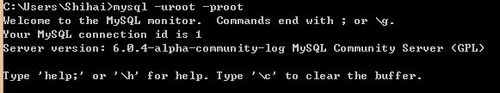 C:\Users\Shihai>mysql -uroot -proot
Welcome to the MySQL monitor.  Commands end with ; or \g.
Your MySQL connection id is 1
Server version: 6.0.4-alpha-community-log MySQL Community Server (GPL)
Type 'help;' or '\h' for help. Type '\c' to clear the buffer.